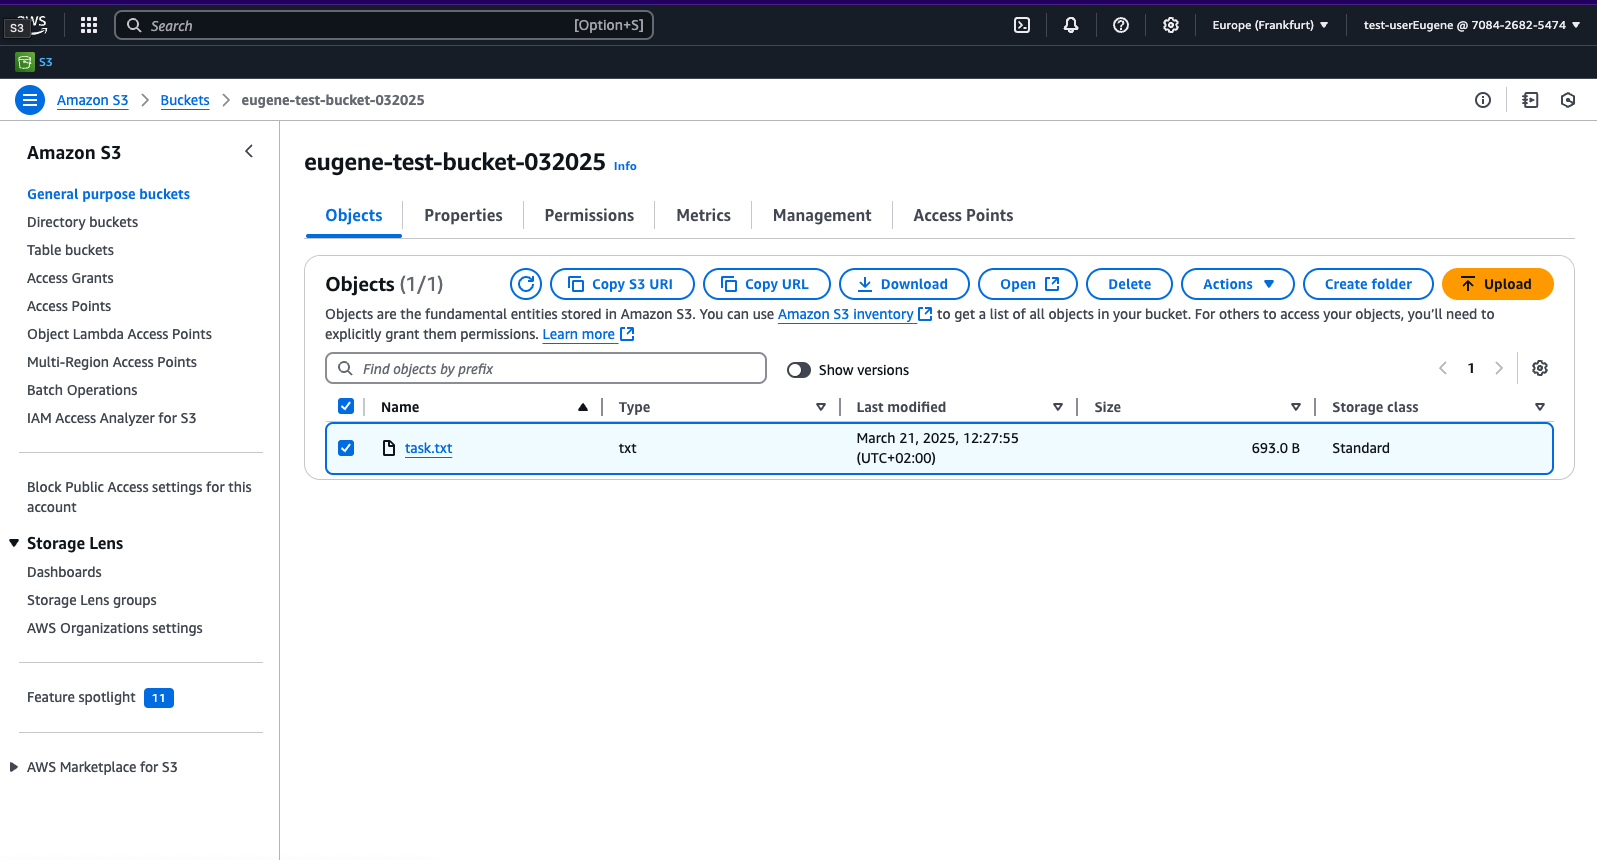 aws
S3
Search
[Option+S]
Europe (Frankfurt)
test-userEugene @ 7084-2682-5474
S3
Amazon S3
Buckets
eugene-test-bucket-032025
Amazon S3
General purpose buckets
Directory buckets
Table buckets
Access Grants
Access Points
Object Lambda Access Points
Multi-Region Access Points
Batch Operations
IAM Access Analyzer for S3
Block Public Access settings for this
account
Storage Lens
Dashboards
Storage Lens groups
AWS Organizations settings
Feature spotlight 11
AWS Marketplace for S3
eugene-test-bucket-032025 Info
Objects
Properties
Permissions
Metrics
Management
Access Points
Objects (1/1)
Copy S3 URI
Copy URL
Download
Open
Delete
Actions
Create folder
Upload
Objects are the fundamental entities stored in Amazon S3. You can use Amazon S3 inventory to get a list of all objects in your bucket. For others to access your objects, you’ll need to
explicitly grant them permissions. Learn more
Find objects by prefix
Show versions
1
Name
Type
Last modified
Size
Storage class
task.txt
txt
March 21, 2025, 12:27:55
(UTC+02:00)
693.0 B
Standard